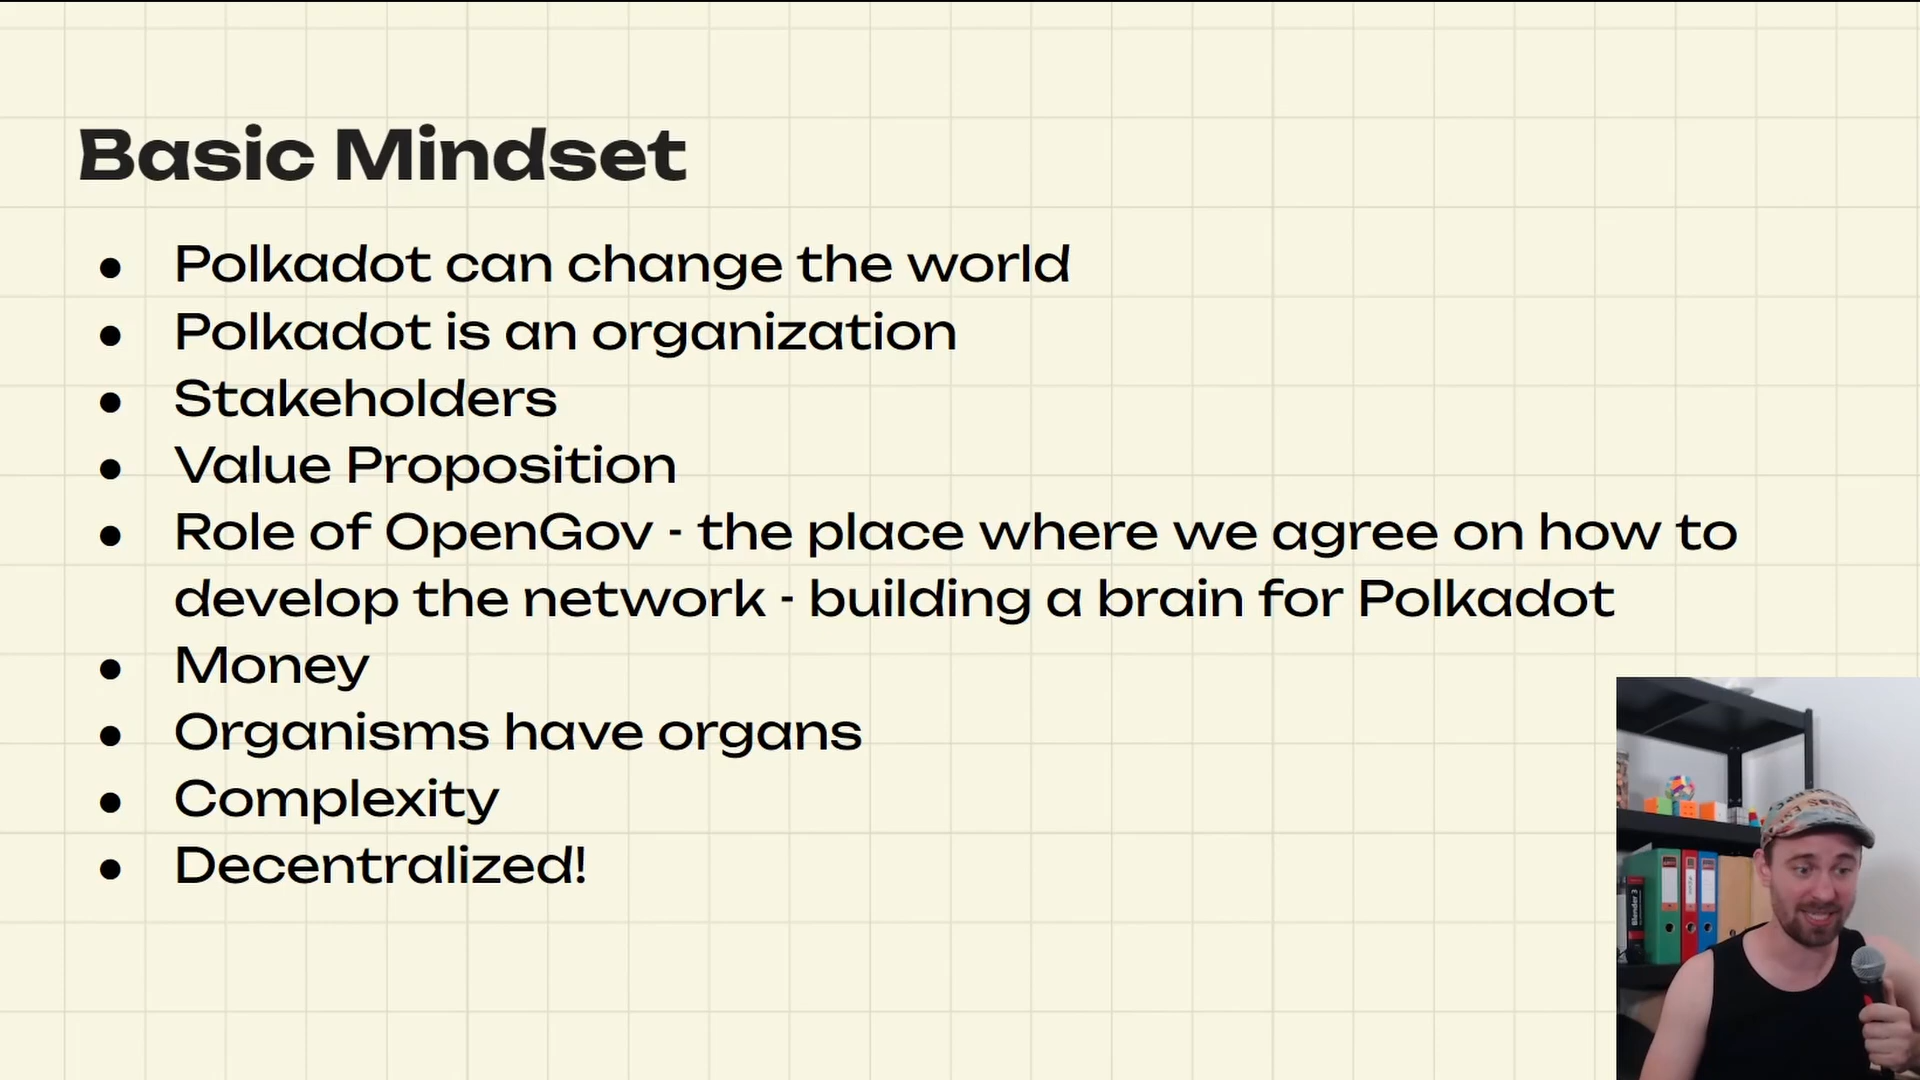 Basic Mindset
● Polkadot can change the world
● Polkadot is an organization
● Stakeholders
● Value Proposition
● Role of OpenGov - the place where we agree on how to
develop the network - building a brain for Polkadot
● Money
● Organisms have organs
● Complexity
● Decentralized!
Blender 3